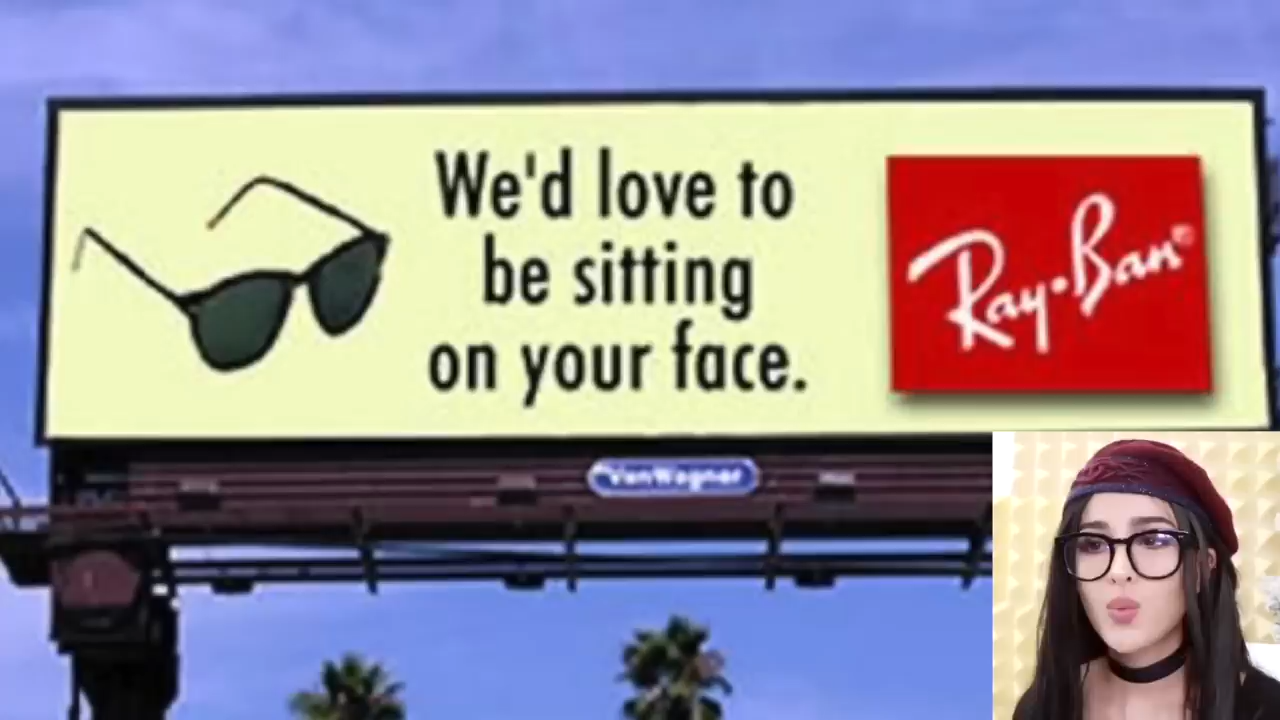 We'd love to
be sitting
on your face.
Ray-Ban®
VanWagner